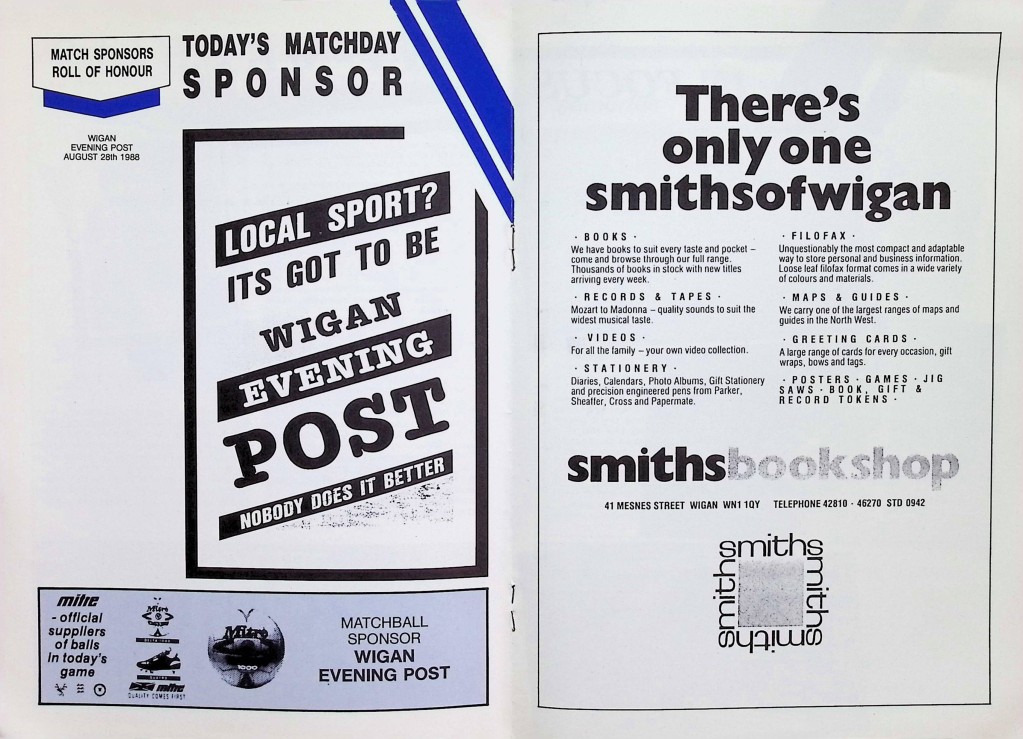 MATCH SPONSORS
ROLL OF HONOUR
WIGAN
EVENING POST
AUGUST 28th 1988
TODAY'S MATCHDAY
SPONSOR
LOCAL SPORT?
ITS GOT TO BE
WIGAN
EVENING
POST
NOBODY DOES IT BETTER
mitre
- official
suppliers
of balls
in today's
game
Mitre
mitre
QUALITY COMES FIRST
Mitre
1000
MATCHBALL
SPONSOR
WIGAN
EVENING POST
There's
only one
smithsofwigan
· BOOKS ·
We have books to suit every taste and pocket –
come and browse through our full range.
Thousands of books in stock with new titles
arriving every week.
· RECORDS & TAPES ·
Mozart to Madonna – quality sounds to suit the
widest musical taste.
· VIDEOS ·
For all the family – your own video collection.
· STATIONERY ·
Diaries, Calendars, Photo Albums, Gift Stationery
and precision engineered pens from Parker,
Sheaffer, Cross and Papermate.
· FILOFAX ·
Unquestionably the most compact and adaptable
way to store personal and business information.
Loose leaf filofax format comes in a wide variety
of colours and materials.
· MAPS & GUIDES ·
We carry one of the largest ranges of maps and
guides in the North West.
· GREETING CARDS ·
A large range of cards for every occasion, gift
wraps, bows and tags.
· POSTERS · GAMES · JIG
SAWS · BOOK, GIFT &
RECORD TOKENS ·
smithsbookshop
41 MESNES STREET WIGAN WN1 1QY TELEPHONE 42810 - 46270 STD 0942
smiths
smiths
smiths
smiths